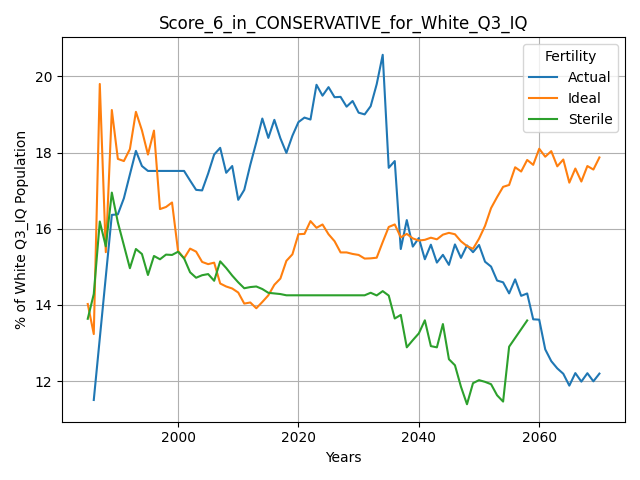 Score_6_in_CONSERVATIVE_for_White_Q3_IQ
Fertility
Actual
Ideal
Sterile
% of White Q3_IQ Population
20
18
16
14
12
2000
2020
2040
2060
Years